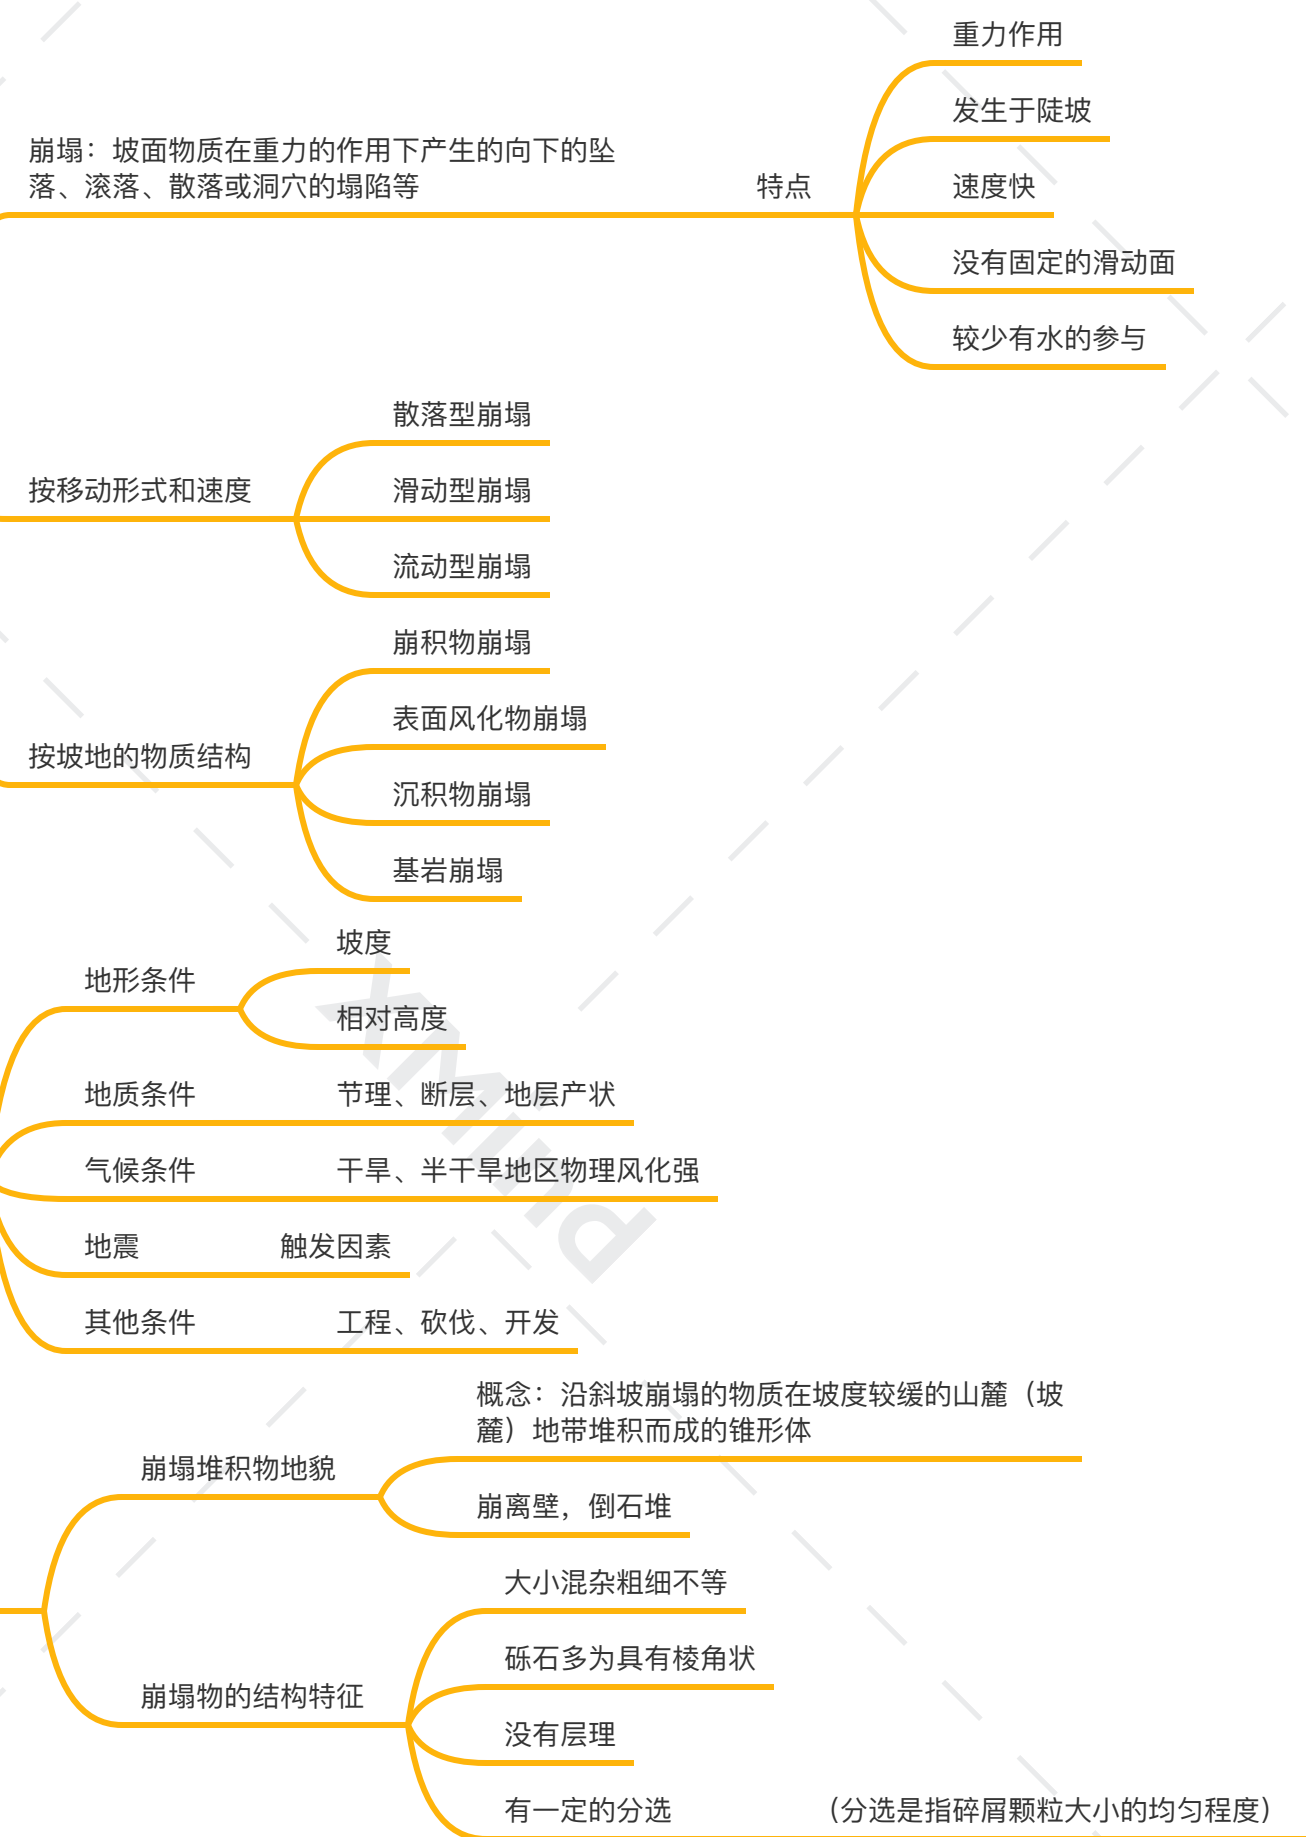 重力作用
发生于陡坡
崩塌：坡面物质在重力的作用下产生的向下的坠
落、滚落、散落或洞穴的塌陷等
特点
速度快
没有固定的滑动面
较少有水的参与
散落型崩塌
按移动形式和速度
滑动型崩塌
流动型崩塌
崩积物崩塌
表面风化物崩塌
按坡地的物质结构
沉积物崩塌
基岩崩塌
坡度
地形条件
相对高度
地质条件
节理、断层、地层产状
气候条件
干旱、半干旱地区物理风化强
地震
触发因素
其他条件
工程、砍伐、开发
概念：沿斜坡崩塌的物质在坡度较缓的山麓（坡
麓）地带堆积而成的锥形体
崩塌堆积物地貌
崩离壁，倒石堆
大小混杂粗细不等
砾石多为具有棱角状
崩塌物的结构特征
没有层理
有一定的分选
（分选是指碎屑颗粒大小的均匀程度）
XMind